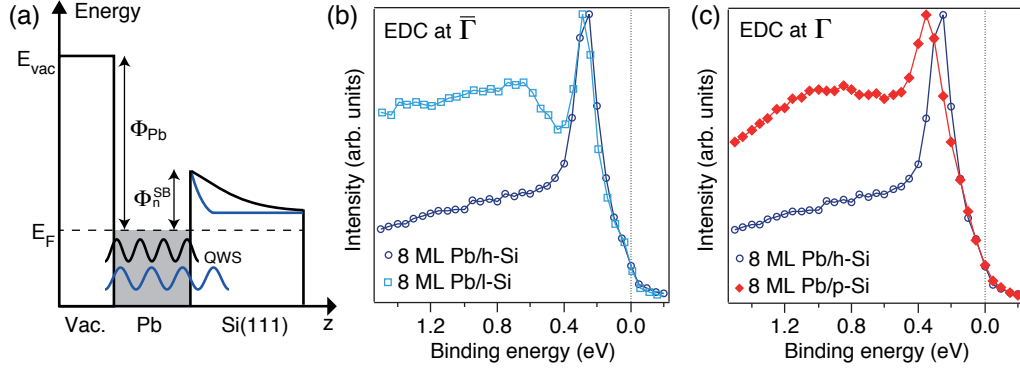 (a)
Energy
E_vac
Φ_Pb
Φ_n^SB
E_F
QWS
Vac.
Pb
Si(111)
z
(b)
EDC at Γ̅
Intensity (arb. units)
8 ML Pb/h-Si
8 ML Pb/l-Si
1.2
0.8
0.4
0.0
Binding energy (eV)
(c)
EDC at Γ̅
Intensity (arb. units)
8 ML Pb/h-Si
8 ML Pb/p-Si
1.2
0.8
0.4
0.0
Binding energy (eV)